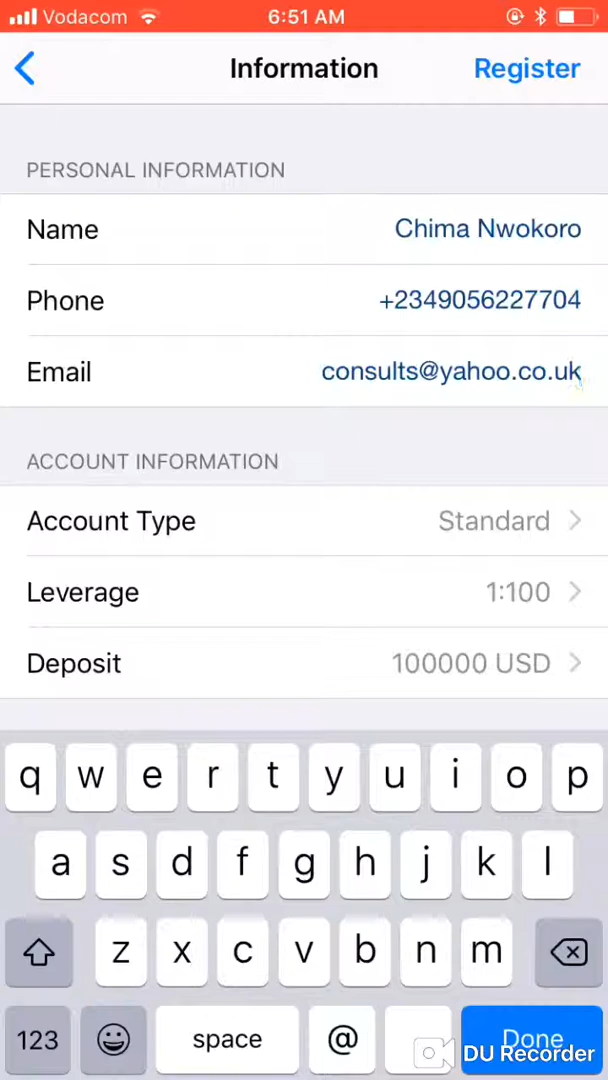 Vodacom 6:51 AM
Information Register
PERSONAL INFORMATION
Name Chima Nwokoro
Phone +2349056227704
Email consults@yahoo.co.uk
ACCOUNT INFORMATION
Account Type Standard
Leverage 1:100
Deposit 100000 USD
q w e r t y u i o p
a s d f g h j k l
z x c v b n m
123 space @ . Done
DU Recorder